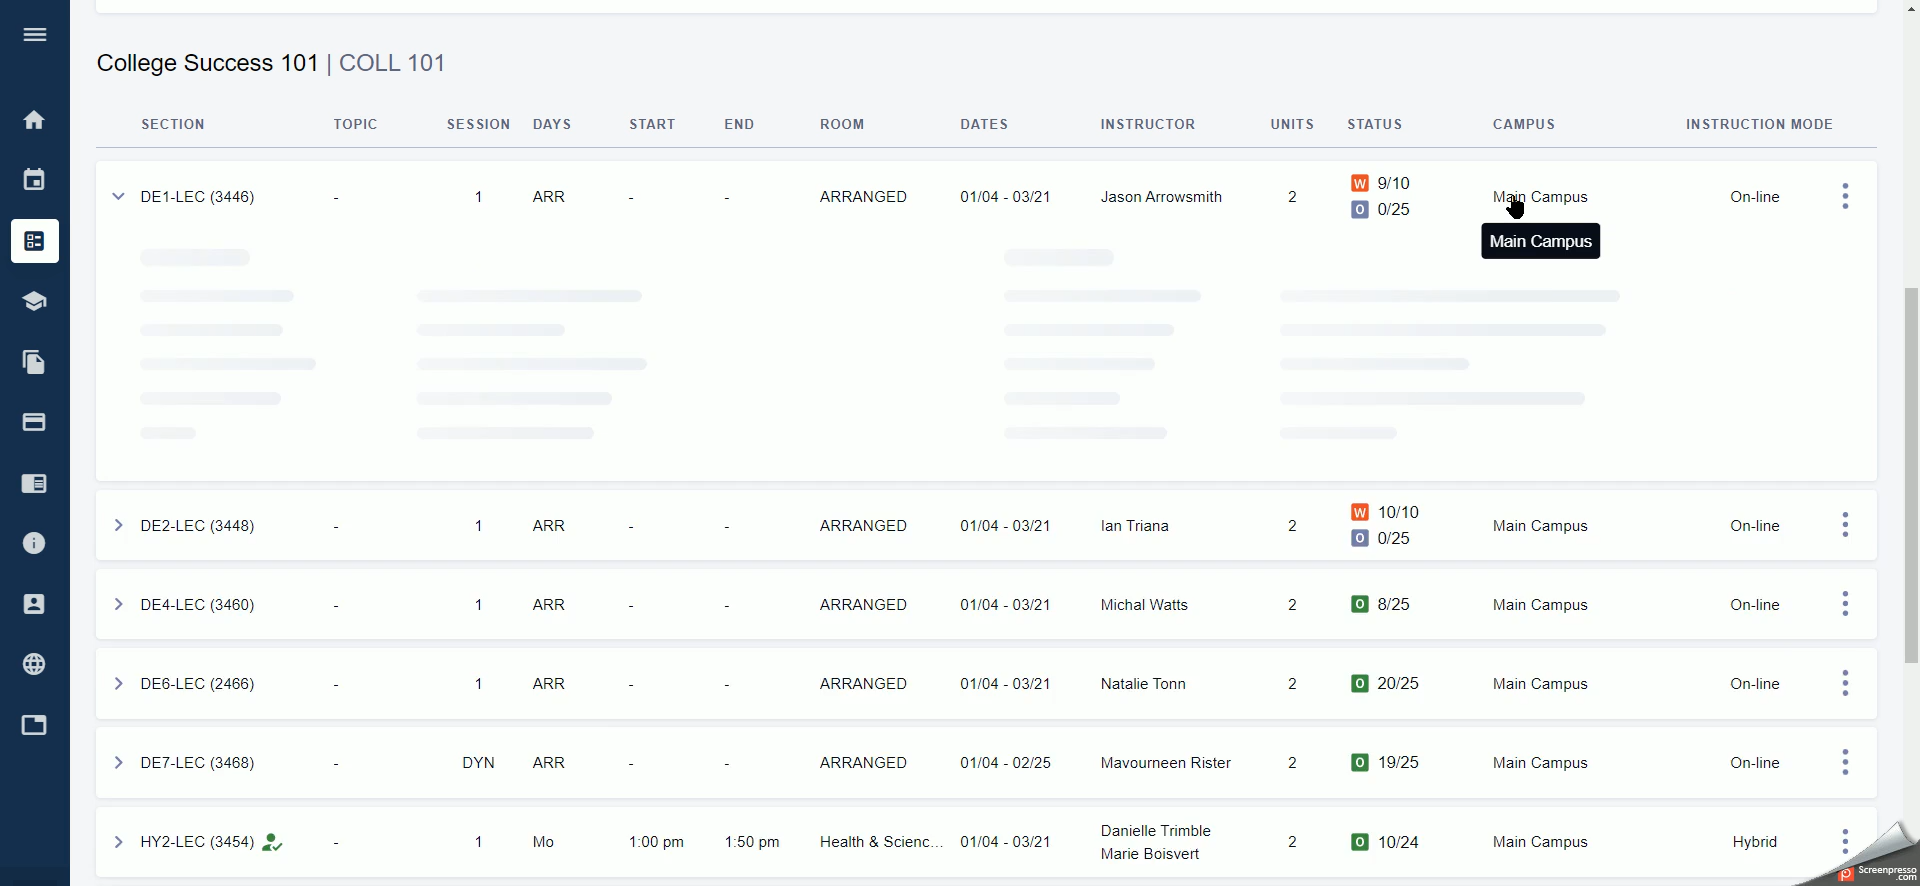 College Success 101 | COLL 101
SECTION TOPIC SESSION DAYS START END ROOM DATES INSTRUCTOR UNITS STATUS CAMPUS INSTRUCTION MODE
DE1-LEC (3446) - 1 ARR - - ARRANGED 01/04 - 03/21 Jason Arrowsmith 2 W 9/10 Main Campus On-line
O 0/25
Main Campus
DE2-LEC (3448) - 1 ARR - - ARRANGED 01/04 - 03/21 Ian Triana 2 W 10/10 Main Campus On-line
O 0/25
DE4-LEC (3460) - 1 ARR - - ARRANGED 01/04 - 03/21 Michal Watts 2 O 8/25 Main Campus On-line
DE6-LEC (2466) - 1 ARR - - ARRANGED 01/04 - 03/21 Natalie Tonn 2 O 20/25 Main Campus On-line
DE7-LEC (3468) - DYN ARR - - ARRANGED 01/04 - 02/25 Mavourneen Rister 2 O 19/25 Main Campus On-line
HY2-LEC (3454) - 1 Mo 1:00 pm 1:50 pm Health & Scienc... 01/04 - 03/21 Danielle Trimble 2 O 10/24 Main Campus Hybrid
Marie Boisvert
Screenpresso
.com